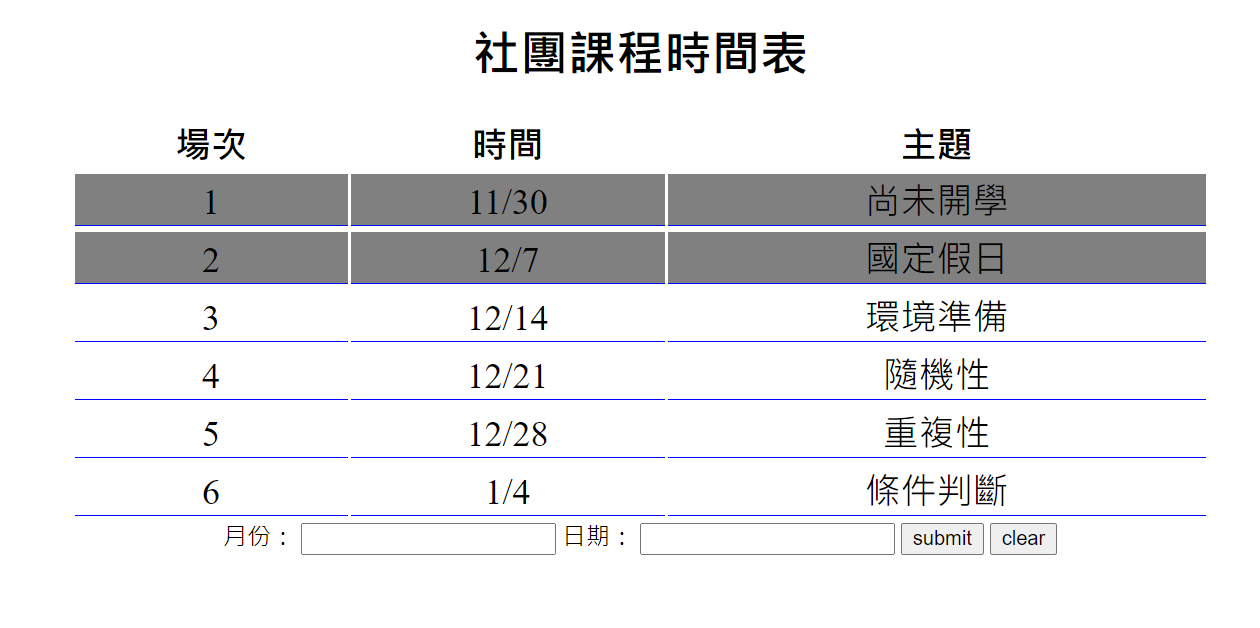 社團課程時間表
場次 時間 主題
1 11/30 尚未開學
2 12/7 國定假日
3 12/14 環境準備
4 12/21 隨機性
5 12/28 重複性
6 1/4 條件判斷
月份： 日期： submit clear